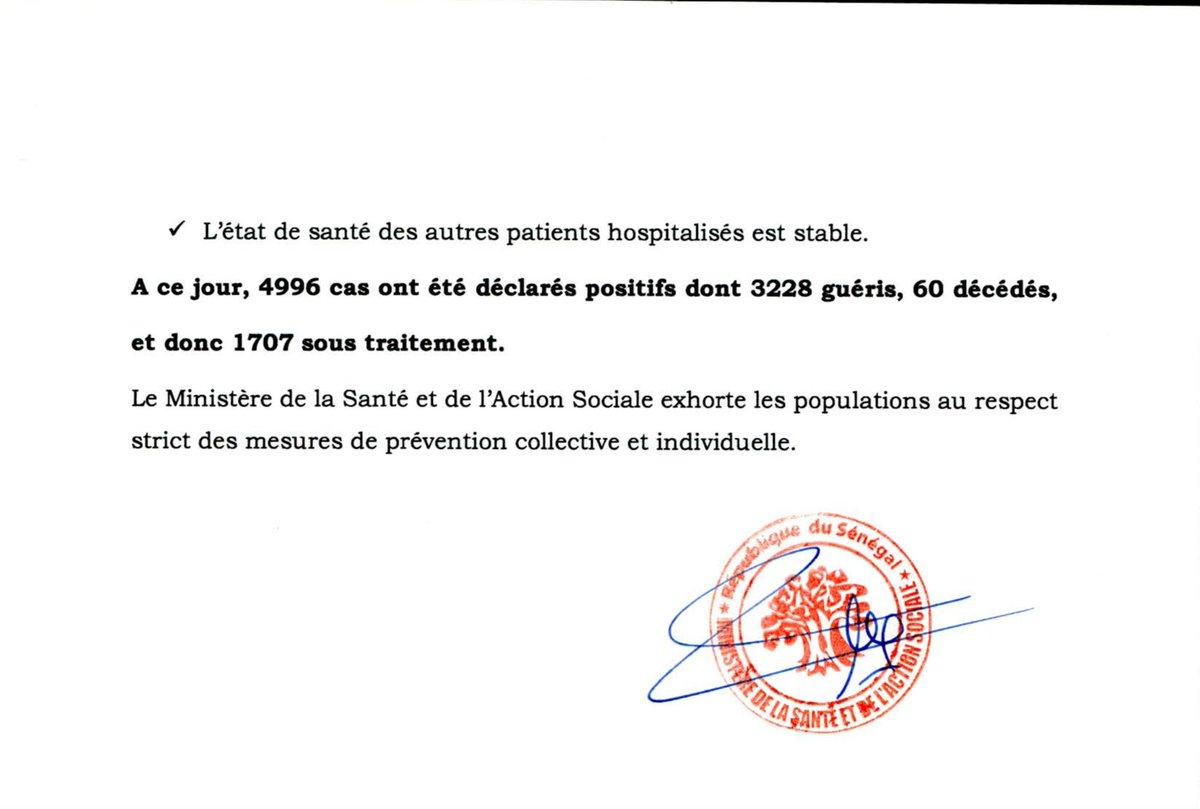 ✓ L'état de santé des autres patients hospitalisés est stable.
A ce jour, 4996 cas ont été déclarés positifs dont 3228 guéris, 60 décédés,
et donc 1707 sous traitement.
Le Ministère de la Santé et de l'Action Sociale exhorte les populations au respect
strict des mesures de prévention collective et individuelle.
★ République du Sénégal ★
MINISTÈRE DE LA SANTÉ ET DE L'ACTION SOCIALE